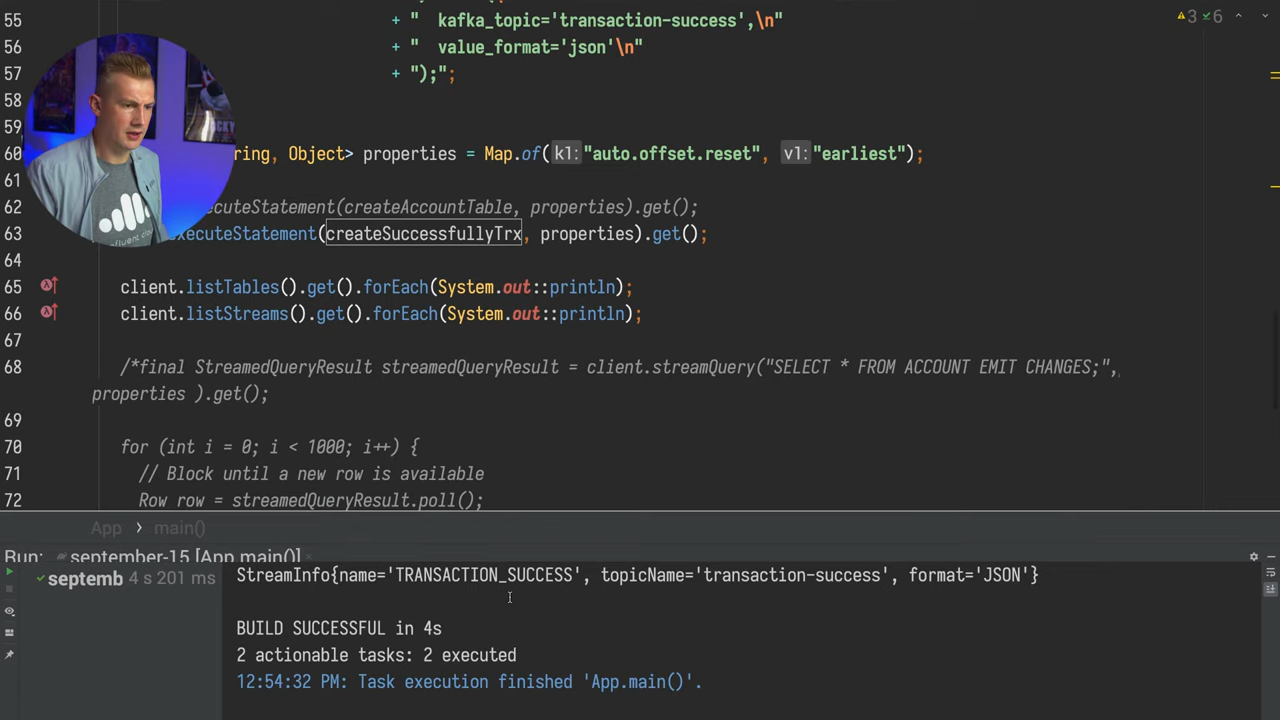 55
+ "  kafka_topic='transaction-success',\n"
3 6
56
+ "  value_format='json'\n"
57
+ ");";
58
59
60 ring, Object> properties = Map.of( k1: "auto.offset.reset", v1: "earliest");
61
62 ecuteStatement(createAccountTable, properties).get();
63 executeStatement(createSuccessfullyTrx, properties).get();
64
65 client.listTables().get().forEach(System.out::println);
66 client.listStreams().get().forEach(System.out::println);
67
68 /*final StreamedQueryResult streamedQueryResult = client.streamQuery("SELECT * FROM ACCOUNT EMIT CHANGES;",
properties ).get();
69
70 for (int i = 0; i < 1000; i++) {
71 // Block until a new row is available
72 Row row = streamedQueryResult.poll();
App > main()
Run: september-15 [App.main()] ×
septemb 4 s 201 ms
StreamInfo{name='TRANSACTION_SUCCESS', topicName='transaction-success', format='JSON'}
BUILD SUCCESSFUL in 4s
2 actionable tasks: 2 executed
12:54:32 PM: Task execution finished 'App.main()'.